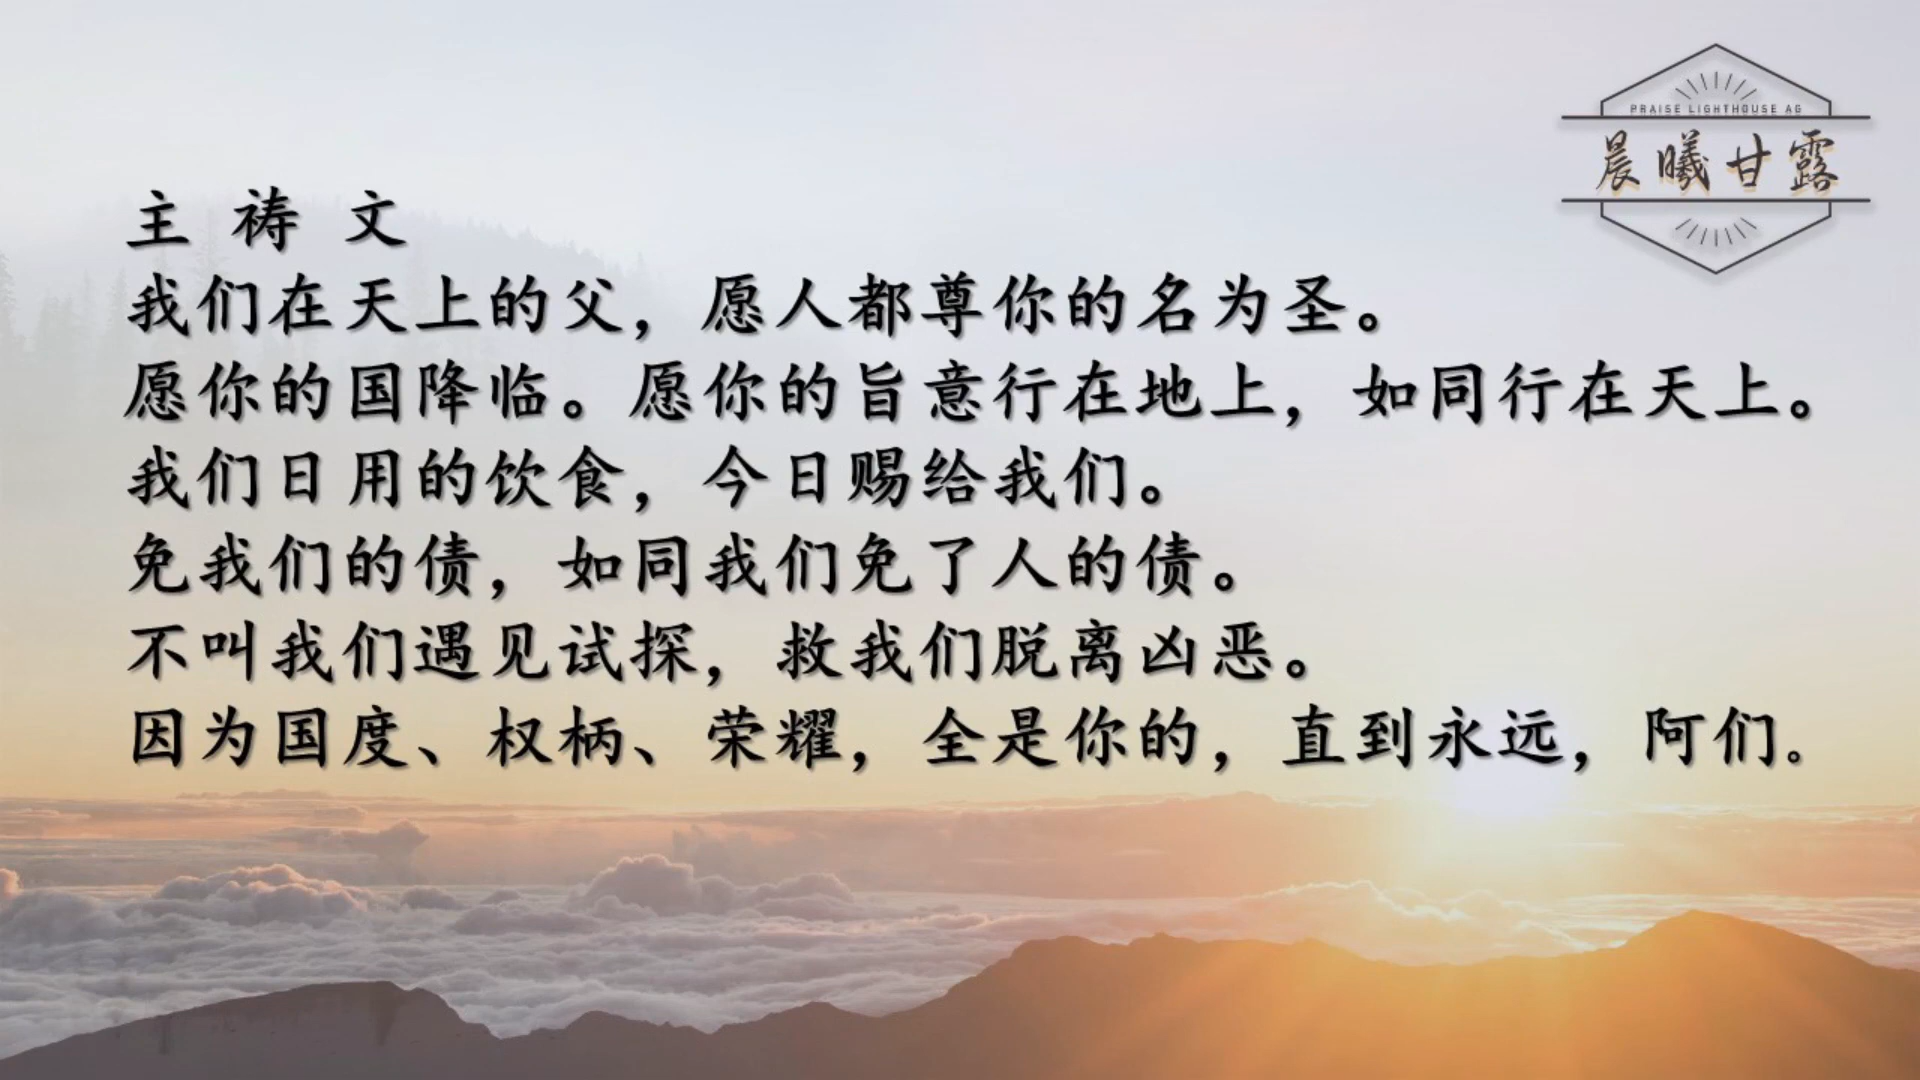 PRAISE LIGHTHOUSE AG
晨曦甘露
主 祷 文
我们在天上的父，愿人都尊你的名为圣。
愿你的国降临。愿你的旨意行在地上，如同行在天上。
我们日用的饮食，今日赐给我们。
免我们的债，如同我们免了人的债。
不叫我们遇见试探，救我们脱离凶恶。
因为国度、权柄、荣耀，全是你的，直到永远，阿们。